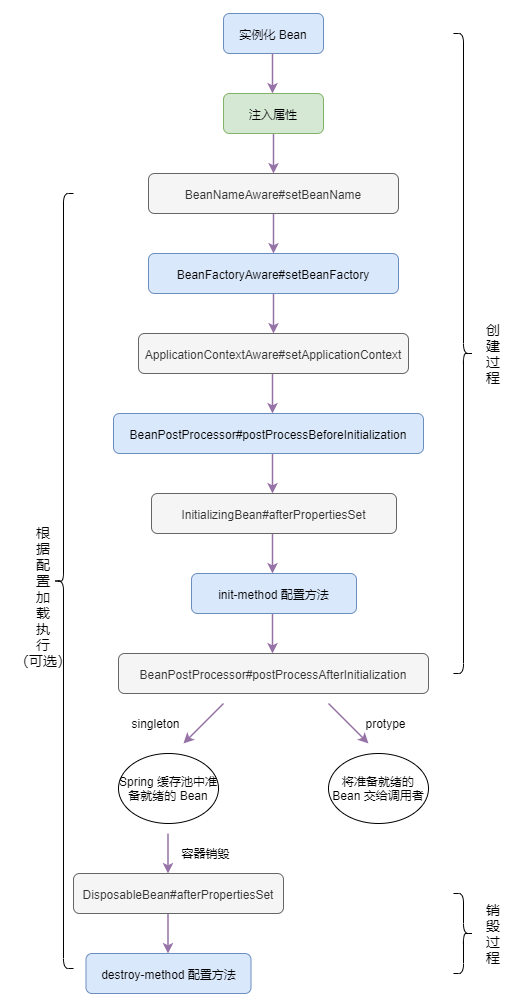 实例化 Bean
注入属性
BeanNameAware#setBeanName
BeanFactoryAware#setBeanFactory
ApplicationContextAware#setApplicationContext
BeanPostProcessor#postProcessBeforeInitialization
InitializingBean#afterPropertiesSet
init-method 配置方法
BeanPostProcessor#postProcessAfterInitialization
singleton
protype
Spring 缓存池中准
备就绪的 Bean
将准备就绪的
Bean 交给调用者
容器销毁
DisposableBean#afterPropertiesSet
destroy-method 配置方法
根
据
配
置
加
载
执
行
(可选)
创
建
过
程
销
毁
过
程